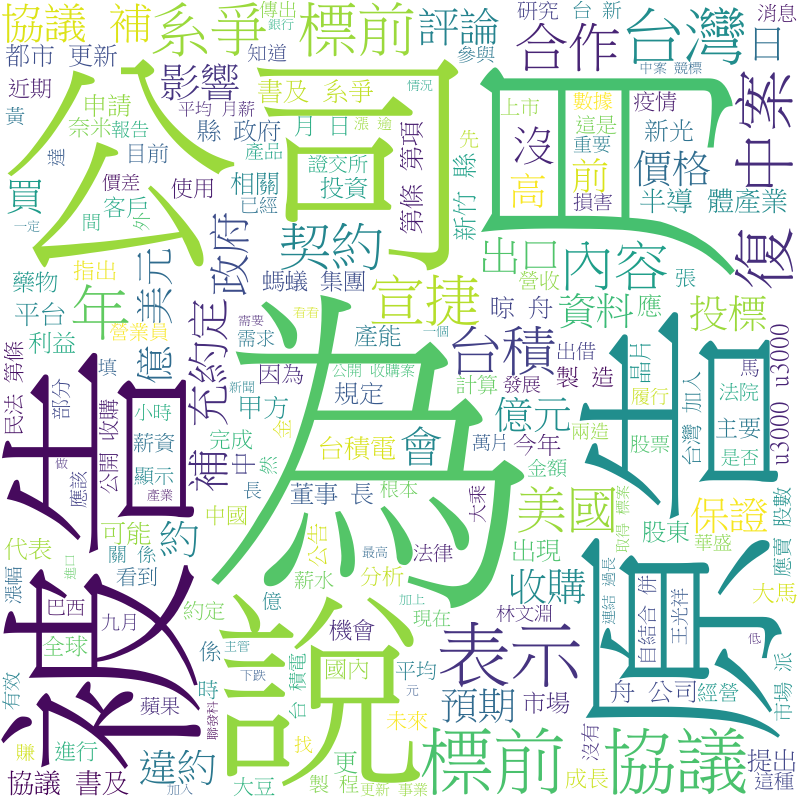 協議 補
系爭
標前
評論
研究
台 新
消息
傳出
銀行
知道
參與
合作
台灣
日
中案 競標
都市 更新
影響
書及 系爭
近期
申請
平均 月薪
情況
上市
數據
疫情
黃
奈米
報告
縣 政府
月 日
漲 逾
先
這是
重要
新光
中案
公司
達
目前
產品
證交所
第條 第項
沒
前
價格
買
價差
使用
相關
投資
新竹 縣
高
損害
半導 體產業
間
客戶
外
已經
一定
契約
出口
內容
復
藥物
指出
政府
螞蟻 集團
宣捷
營收
張
平台
年
億 美元
晾 舟
資料
應
投標
利益
營業員
需要
看看
需求
產能
一個
台積
出借
晶片
馬
民法 第條
填
充約定
因為
公開 收購案
規定
計算
發展
製 造
履行
法院
u3000 u3000
部分
小時
新聞
甲方
億元
兩造
主要
台灣 加入
被告
為
原告
薪資
完成
金
台積電
會
萬片
今年
股票
是否
公開 收購
補
應該
顯示
產業
中
然
長
董事 長
根本
大乘
金額
取得 標案
可能
中國
公告
美國
股東
保證
股數
代表
約
關 係
法律
出現
華盛
應賣
看到
薪水
分析
最高
收購
連結 過長
大馬
漲幅
進口
約定
億
現在
加上
林文淵
自結合 併
王光祥
巴西
九月
說
機會
表示
全球
係
主管
國內
平均
舟 公司
經營
市場 派
有效
蘋果
時
下跌
台 積電
元
預期
市場
聯發科
未來
沒有
賺
進行
違約
找
更
標前
協議
提出
協議 書及
加入
大豆
製 程
更新 事業
成長
這種